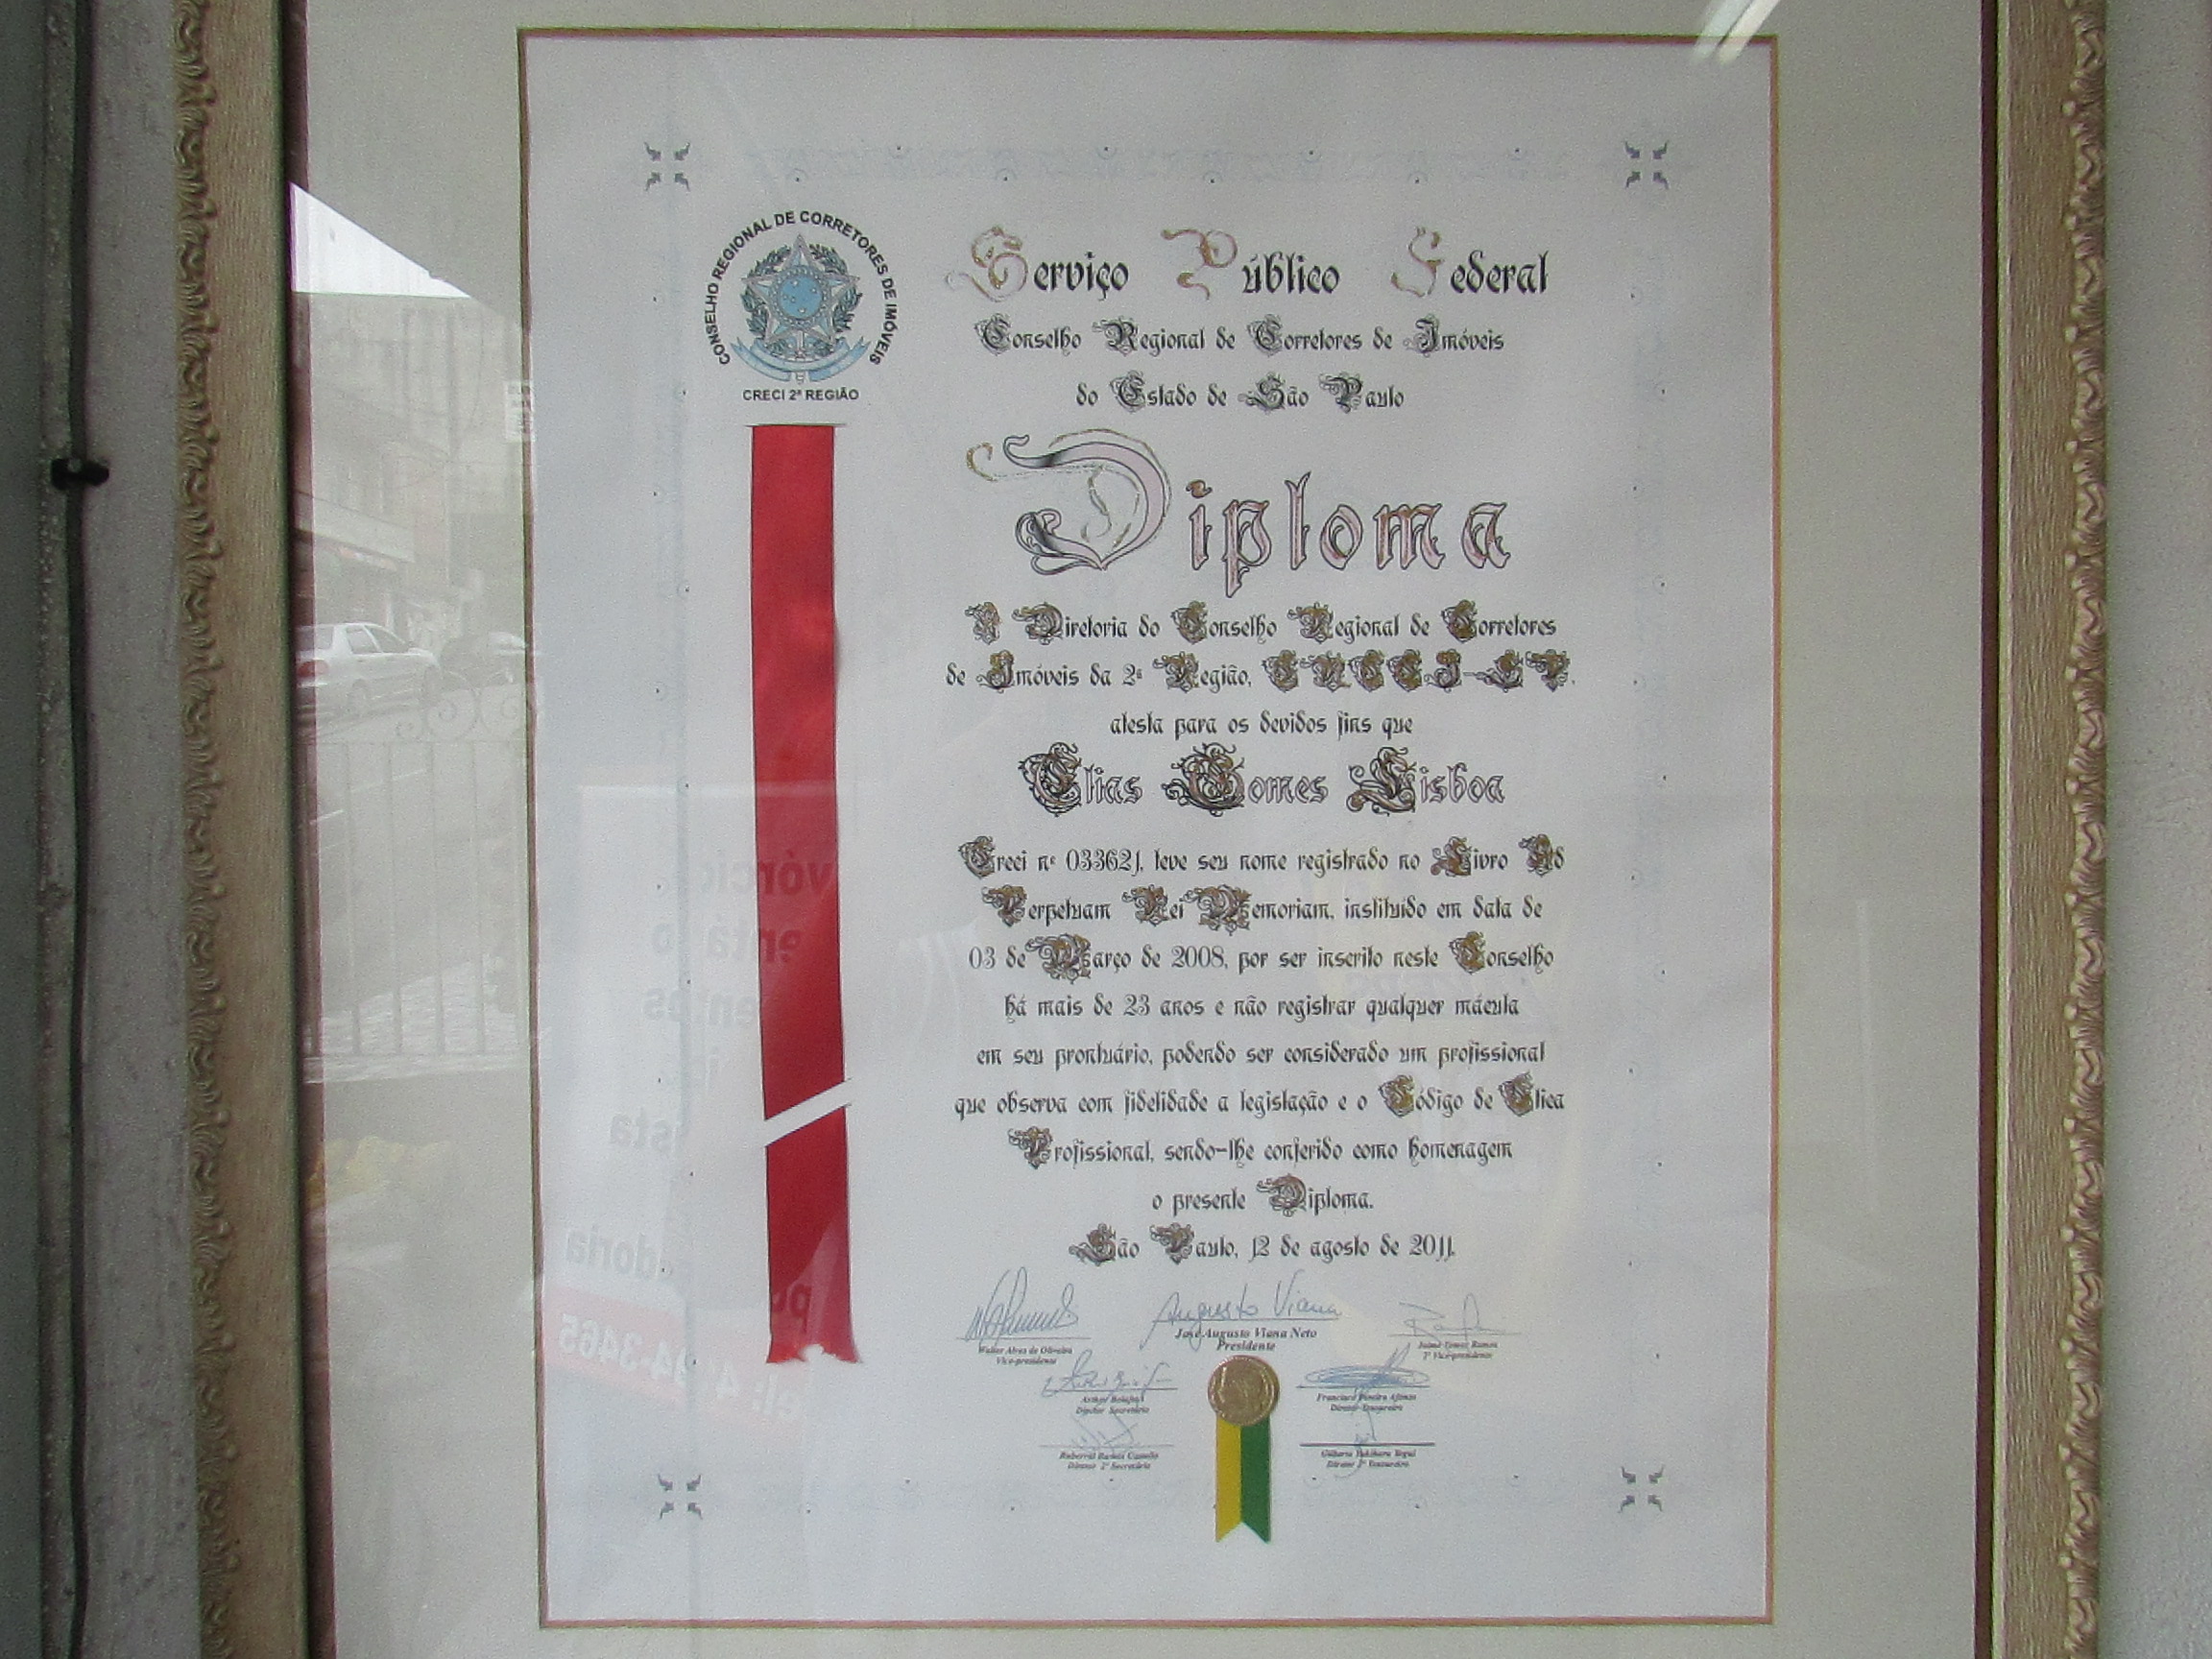 CONSELHO REGIONAL DE CORRETORES DE IMÓVEIS
CRECI 2ª REGIÃO
Serviço Público Federal
Conselho Regional de Corretores de Imóveis
do Estado de São Paulo
Diploma
A Diretoria do Conselho Regional de Corretores
de Imóveis da 2ª Região, CRECI-SP,
atesta para os devidos fins que
Elias Gomes Lisboa
Creci nº 033621, teve seu nome registrado no Livro Ad
Perpetuam Rei Memoriam, instituído em data de
03 de Março de 2008, por ser inscrito neste Conselho
há mais de 23 anos e não registrar qualquer mácula
em seu prontuário, podendo ser considerado um profissional
que observa com fidelidade a legislação e o Código de Ética
Profissional, sendo-lhe conferido como homenagem
o presente Diploma.
São Paulo, 12 de agosto de 2011.
Augusto Viana
Walter Alves de Oliveira
Vice-presidente
José Augusto Viana Neto
Presidente
Jaime Tomaz Ramos
1º Vice-presidente
Diretor Secretário
Francisco Pereira Afonso
Diretor Tesoureiro
Diretor 2º Secretário
Gilberto Yukihara Yogui
Diretor 2º Tesoureiro